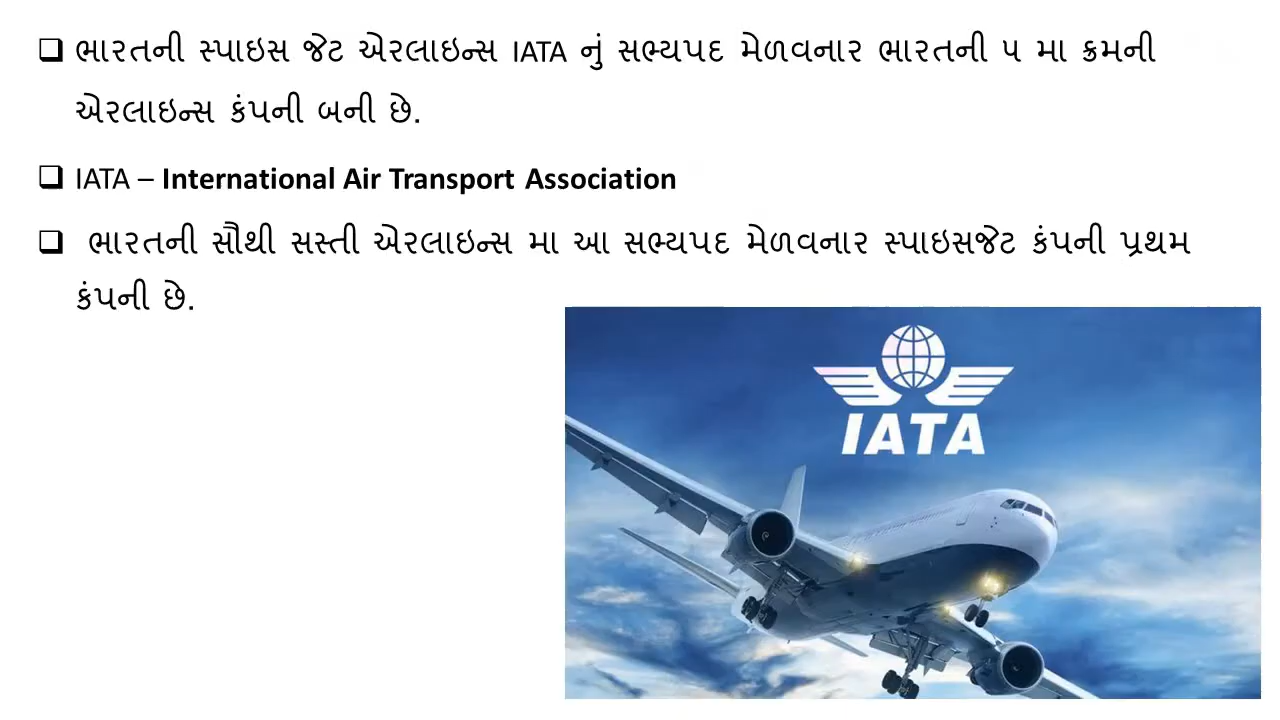 ❑ ભારતની સ્પાઇસ જેટ એરલાઇન્સ IATA નું સભ્યપદ મેળવનાર ભારતની ૫ મા ક્રમની
એરલાઇન્સ કંપની બની છે.
❑ IATA – International Air Transport Association
❑ ભારતની સૌથી સસ્તી એરલાઇન્સ મા આ સભ્યપદ મેળવનાર સ્પાઇસજેટ કંપની પ્રથમ
કંપની છે.
IATA